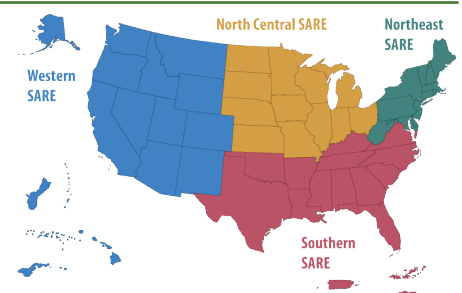 North Central SARE
Northeast
SARE
Western
SARE
Southern
SARE